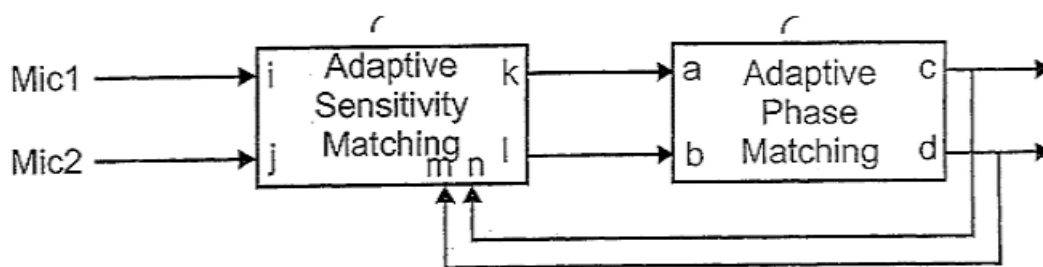 Mic1
Mic2
i
j
Adaptive
Sensitivity
Matching
k
l
m n
a
b
Adaptive
Phase
Matching
c
d